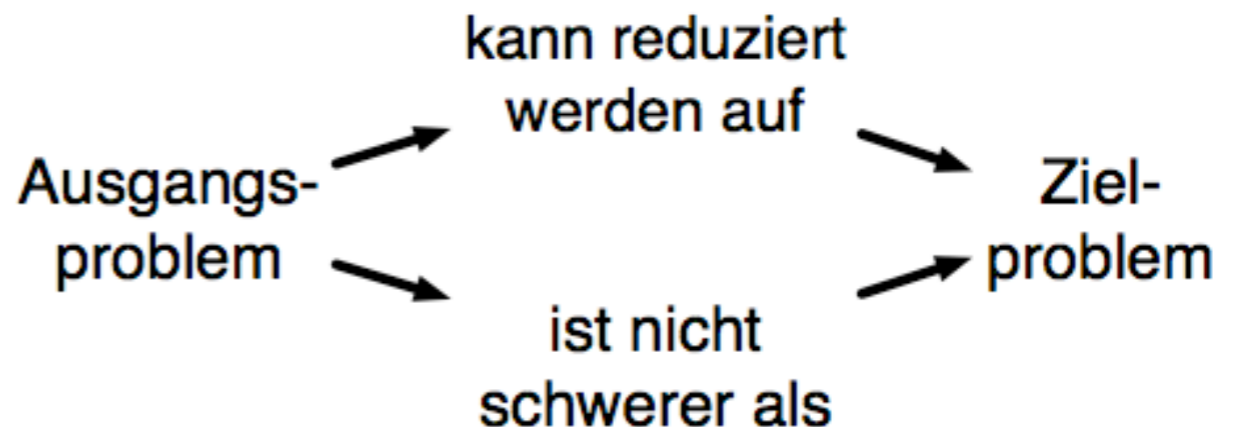 kann reduziert
werden auf
Ausgangs-
problem
Ziel-
problem
ist nicht
schwerer als